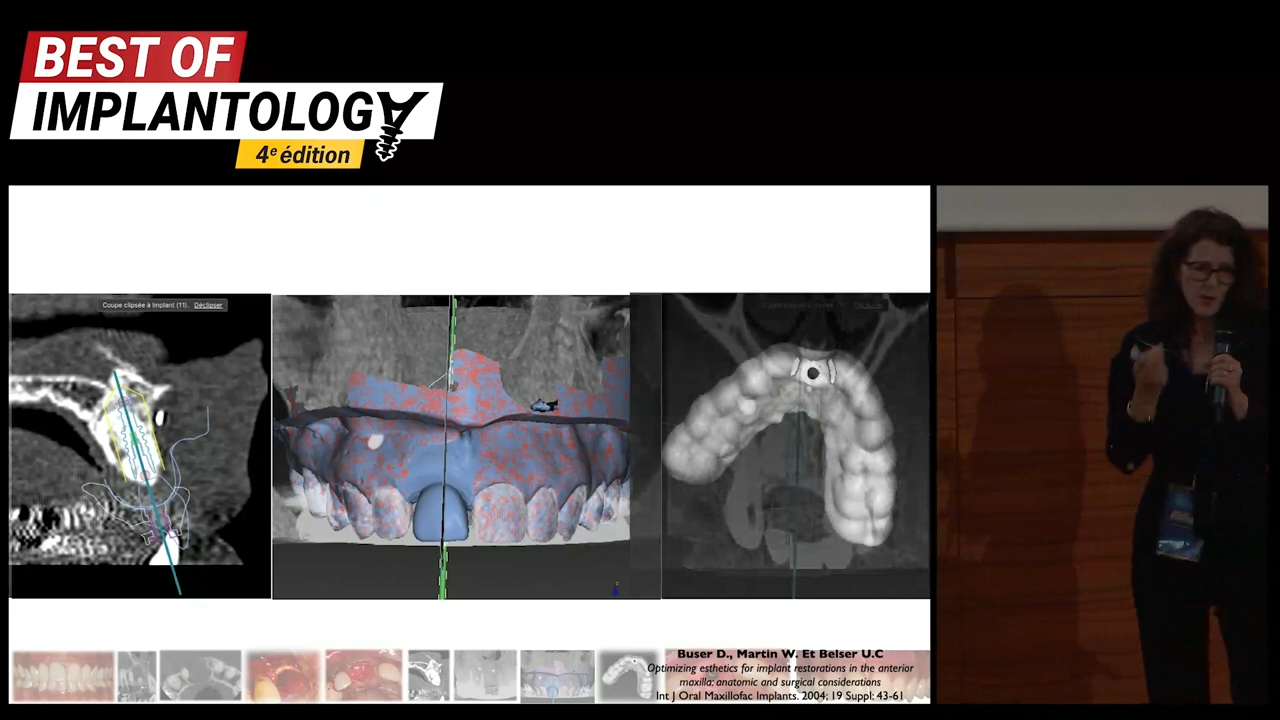 BEST OF
IMPLANTOLOGY
4e édition
Coupe clipsée à Implant (11). Déclipser
Buser D., Martin W. Et Belser U.C
Optimizing esthetics for implant restorations in the anterior
maxilla: anatomic and surgical considerations
Int J Oral Maxillofac Implants. 2004; 19 Suppl: 43-61